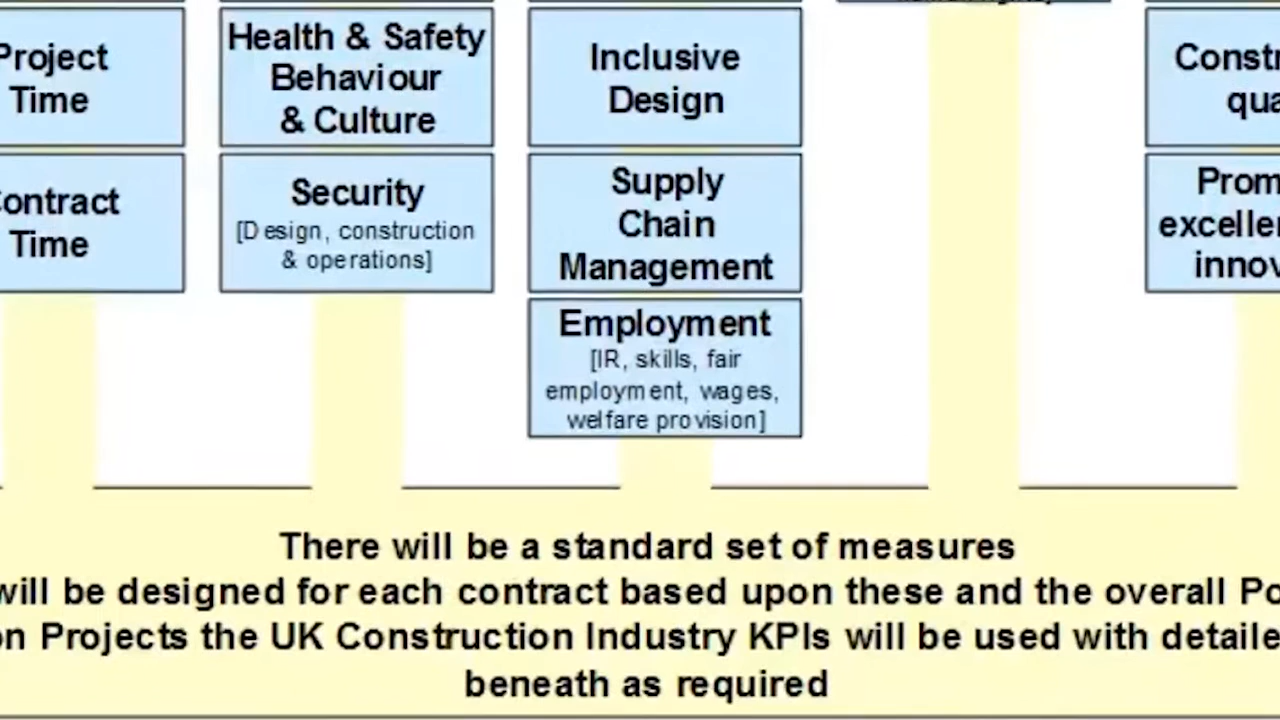 Project
Time
Health & Safety
Behaviour
& Culture
Inclusive
Design
Contract
Time
Security
[Design, construction
& operations]
Supply
Chain
Management
Employment
[IR, skills, fair
employment, wages,
welfare provision]
There will be a standard set of measures
will be designed for each contract based upon these and the overall
on Projects the UK Construction Industry KPIs will be used with
beneath as required